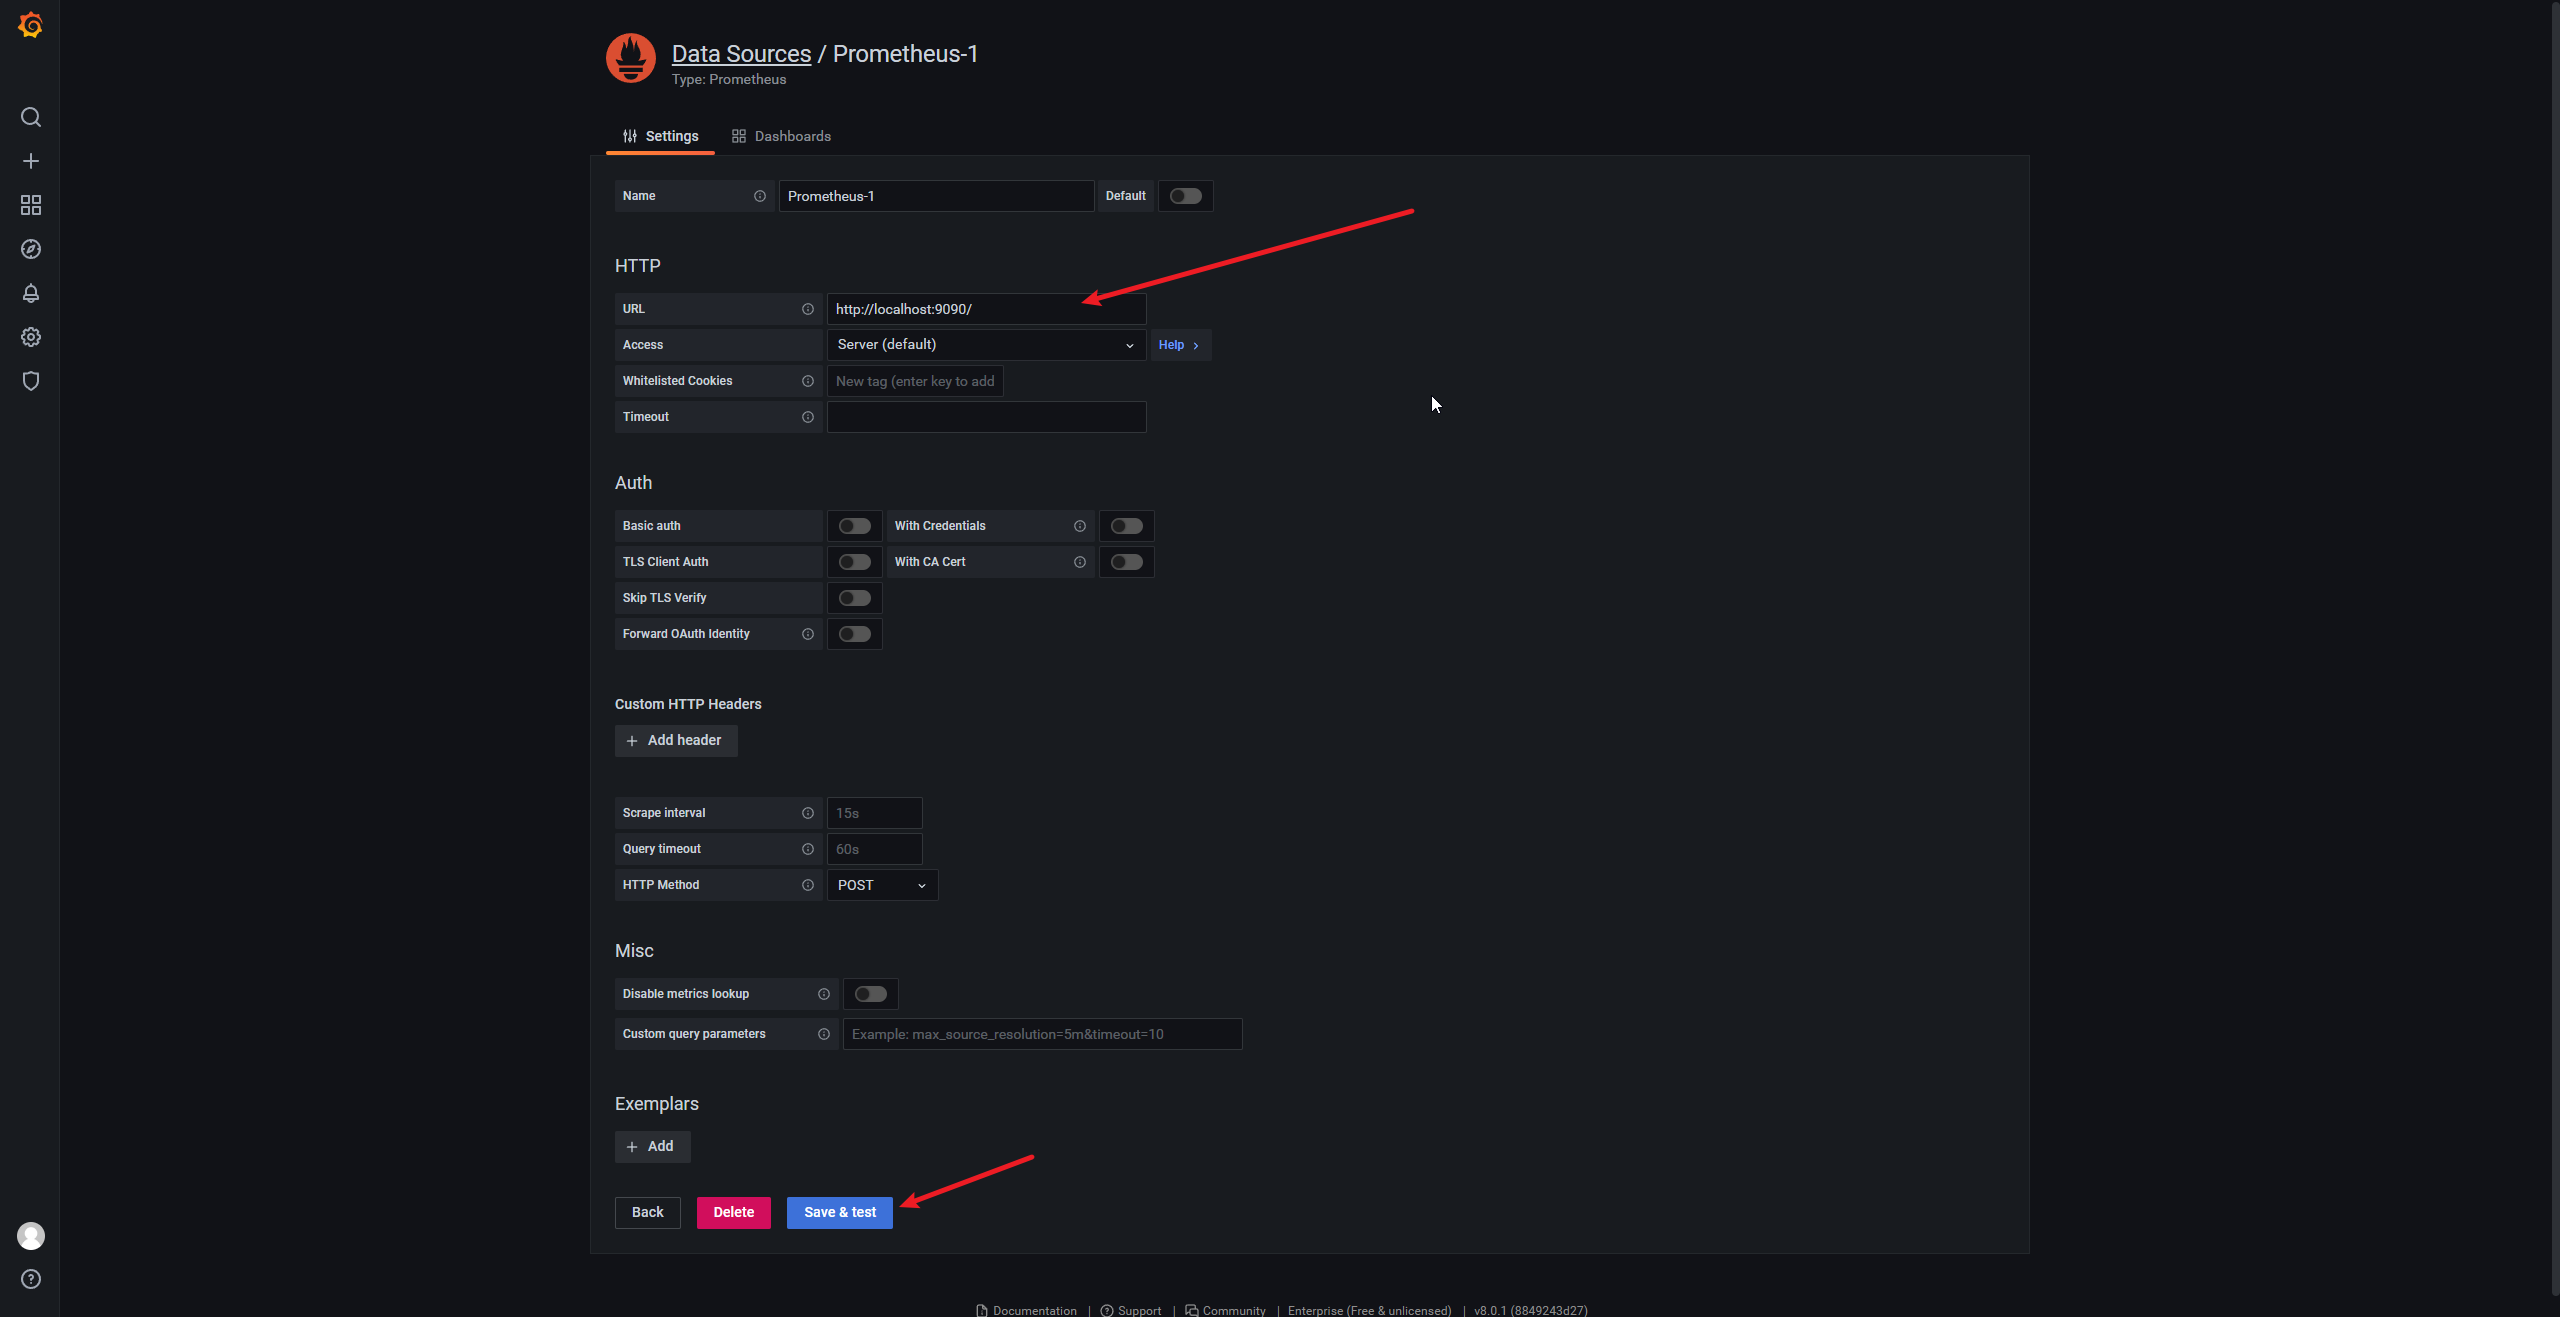 Data Sources / Prometheus-1
Type: Prometheus
Settings
Dashboards
Name
Prometheus-1
Default
HTTP
URL
http://localhost:9090/
Access
Server (default)
Help
Whitelisted Cookies
New tag (enter key to add
Timeout
Auth
Basic auth
With Credentials
TLS Client Auth
With CA Cert
Skip TLS Verify
Forward OAuth Identity
Custom HTTP Headers
Add header
Scrape interval
15s
Query timeout
60s
HTTP Method
POST
Misc
Disable metrics lookup
Custom query parameters
Example: max_source_resolution=5m&timeout=10
Exemplars
Add
Back
Delete
Save & test
Documentation | Support | Community | Enterprise (Free & unlicensed) | v8.0.1 (8849243d27)